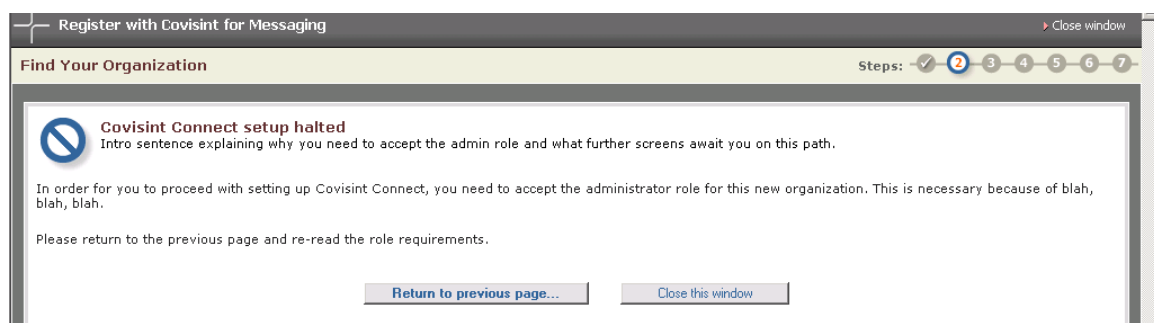 Register with Covisint for Messaging
Close window
Find Your Organization
Steps: 2 3 4 5 6 7
Covisint Connect setup halted
Intro sentence explaining why you need to accept the admin role and what further screens await you on this path.
In order for you to proceed with setting up Covisint Connect, you need to accept the administrator role for this new organization. This is necessary because of blah,
blah, blah.
Please return to the previous page and re-read the role requirements.
Return to previous page...
Close this window